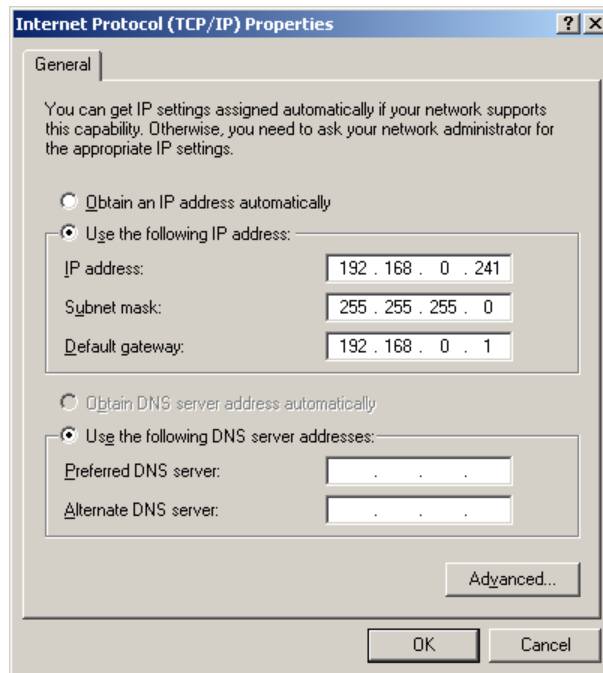 Internet Protocol (TCP/IP) Properties
General
You can get IP settings assigned automatically if your network supports
this capability. Otherwise, you need to ask your network administrator for
the appropriate IP settings.
Obtain an IP address automatically
Use the following IP address:
IP address: 192 . 168 . 0 . 241
Subnet mask: 255 . 255 . 255 . 0
Default gateway: 192 . 168 . 0 . 1
Obtain DNS server address automatically
Use the following DNS server addresses:
Preferred DNS server: . . .
Alternate DNS server: . . .
Advanced...
OK Cancel